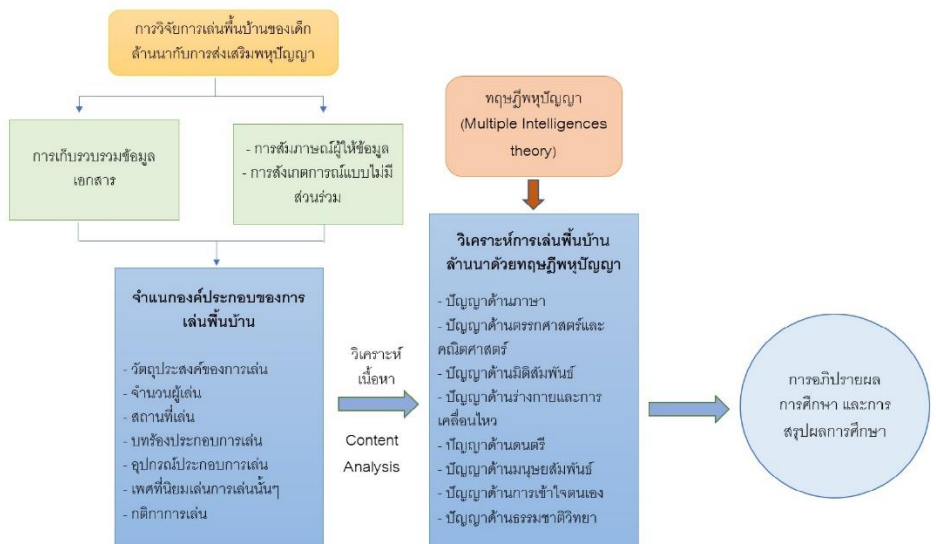 การวิจัยการเล่นพื้นบ้านของเด็ก
ล้านนากับการส่งเสริมพหุปัญญา
การเก็บรวบรวมข้อมูล
เอกสาร
- การสัมภาษณ์ผู้ให้ข้อมูล
- การสังเกตการณ์แบบไม่มี
ส่วนร่วม
ทฤษฎีพหุปัญญา
(Multiple Intelligences
theory)
จำแนกองค์ประกอบของการ
เล่นพื้นบ้าน
- วัตถุประสงค์ของการเล่น
- จำนวนผู้เล่น
- สถานที่เล่น
- บทร้องประกอบการเล่น
- อุปกรณ์ประกอบการเล่น
- เพศที่นิยมเล่นการเล่นนั้นๆ
- กติกาการเล่น
วิเคราะห์
เนื้อหา
Content
Analysis
วิเคราะห์การเล่นพื้นบ้าน
ล้านนาด้วยทฤษฎีพหุปัญญา
- ปัญญาด้านภาษา
- ปัญญาด้านตรรกศาสตร์และ
คณิตศาสตร์
- ปัญญาด้านมิติสัมพันธ์
- ปัญญาด้านร่างกายและการ
เคลื่อนไหว
- ปัญญาด้านดนตรี
- ปัญญาด้านมนุษยสัมพันธ์
- ปัญญาด้านการเข้าใจตนเอง
- ปัญญาด้านธรรมชาติวิทยา
การอภิปรายผล
การศึกษา และการ
สรุปผลการศึกษา